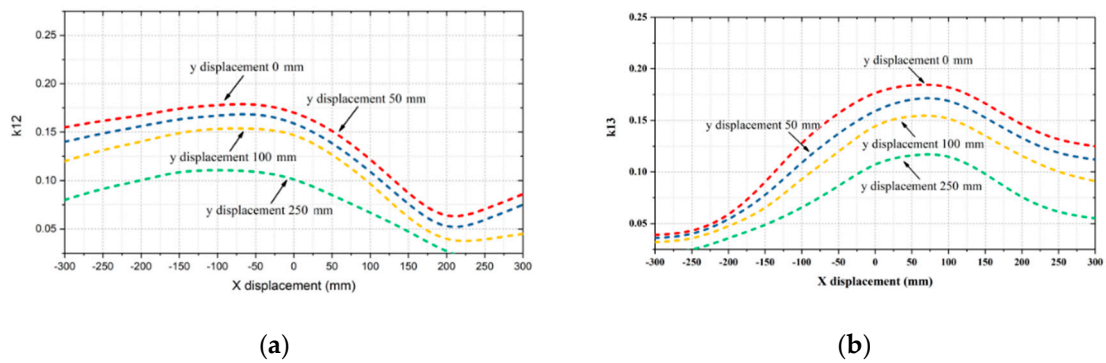 0.25
0.20
0.15
0.10
0.05
k12
y displacement 0 mm
y displacement 50 mm
y displacement 100 mm
y displacement 250 mm
-300 -250 -200 -150 -100 -50 0 50 100 150 200 250 300
X displacement (mm)
(a)
0.25
0.20
0.15
0.10
0.05
k13
y displacement 0 mm
y displacement 50 mm
y displacement 100 mm
y displacement 250 mm
-300 -250 -200 -150 -100 -50 0 50 100 150 200 250 300
X displacement (mm)
(b)